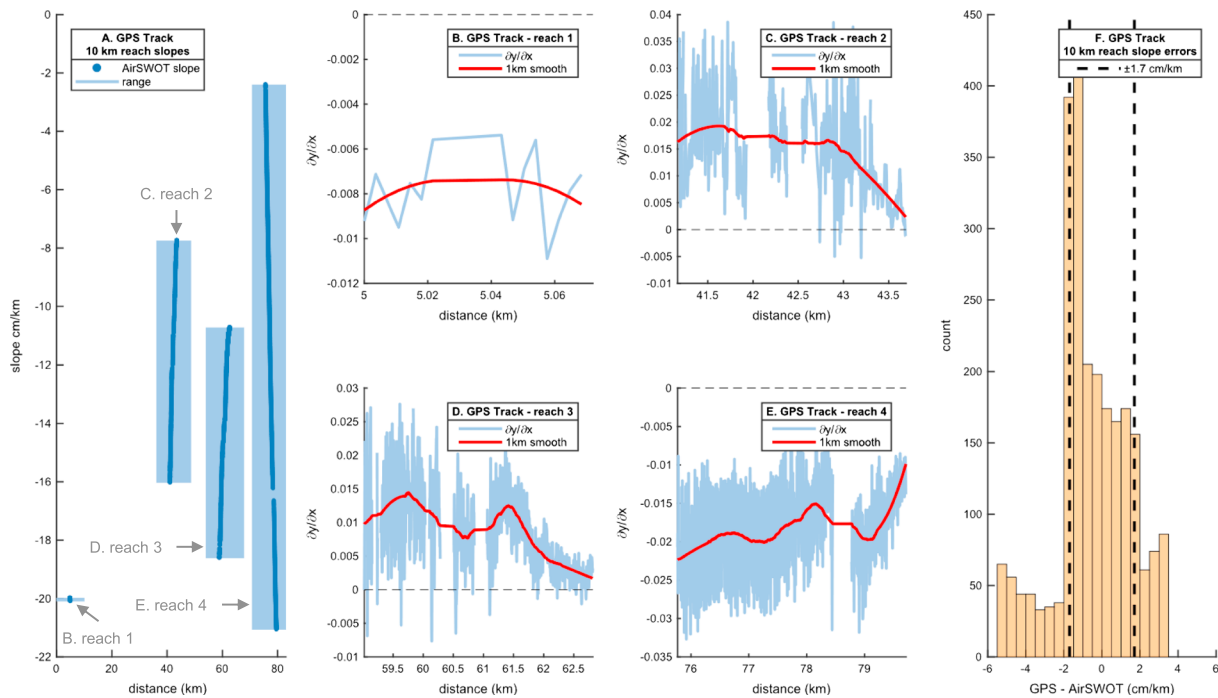 A. GPS Track
10 km reach slopes
AirSWOT slope
range
0
-2
-4
-6
-8
-10
-12
-14
-16
-18
-20
-22
slope cm/km
C. reach 2
D. reach 3
E. reach 4
B. reach 1
0 20 40 60 80
distance (km)
B. GPS Track - reach 1
∂y/∂x
1km smooth
0
-0.002
-0.004
-0.006
-0.008
-0.01
-0.012
∂y/∂x
5 5.02 5.04 5.06
distance (km)
C. GPS Track - reach 2
∂y/∂x
1km smooth
0.04
0.035
0.03
0.025
0.02
0.015
0.01
0.005
0
-0.005
-0.01
∂y/∂x
41.5 42 42.5 43 43.5
distance (km)
D. GPS Track - reach 3
∂y/∂x
1km smooth
0.03
0.025
0.02
0.015
0.01
0.005
0
-0.005
-0.01
∂y/∂x
59.5 60 60.5 61 61.5 62 62.5
distance (km)
E. GPS Track - reach 4
∂y/∂x
1km smooth
0
-0.005
-0.01
-0.015
-0.02
-0.025
-0.03
-0.035
∂y/∂x
76 77 78 79
distance (km)
F. GPS Track
10 km reach slope errors
±1.7 cm/km
450
400
350
300
250
200
150
100
50
0
count
-6 -4 -2 0 2 4 6
GPS - AirSWOT (cm/km)